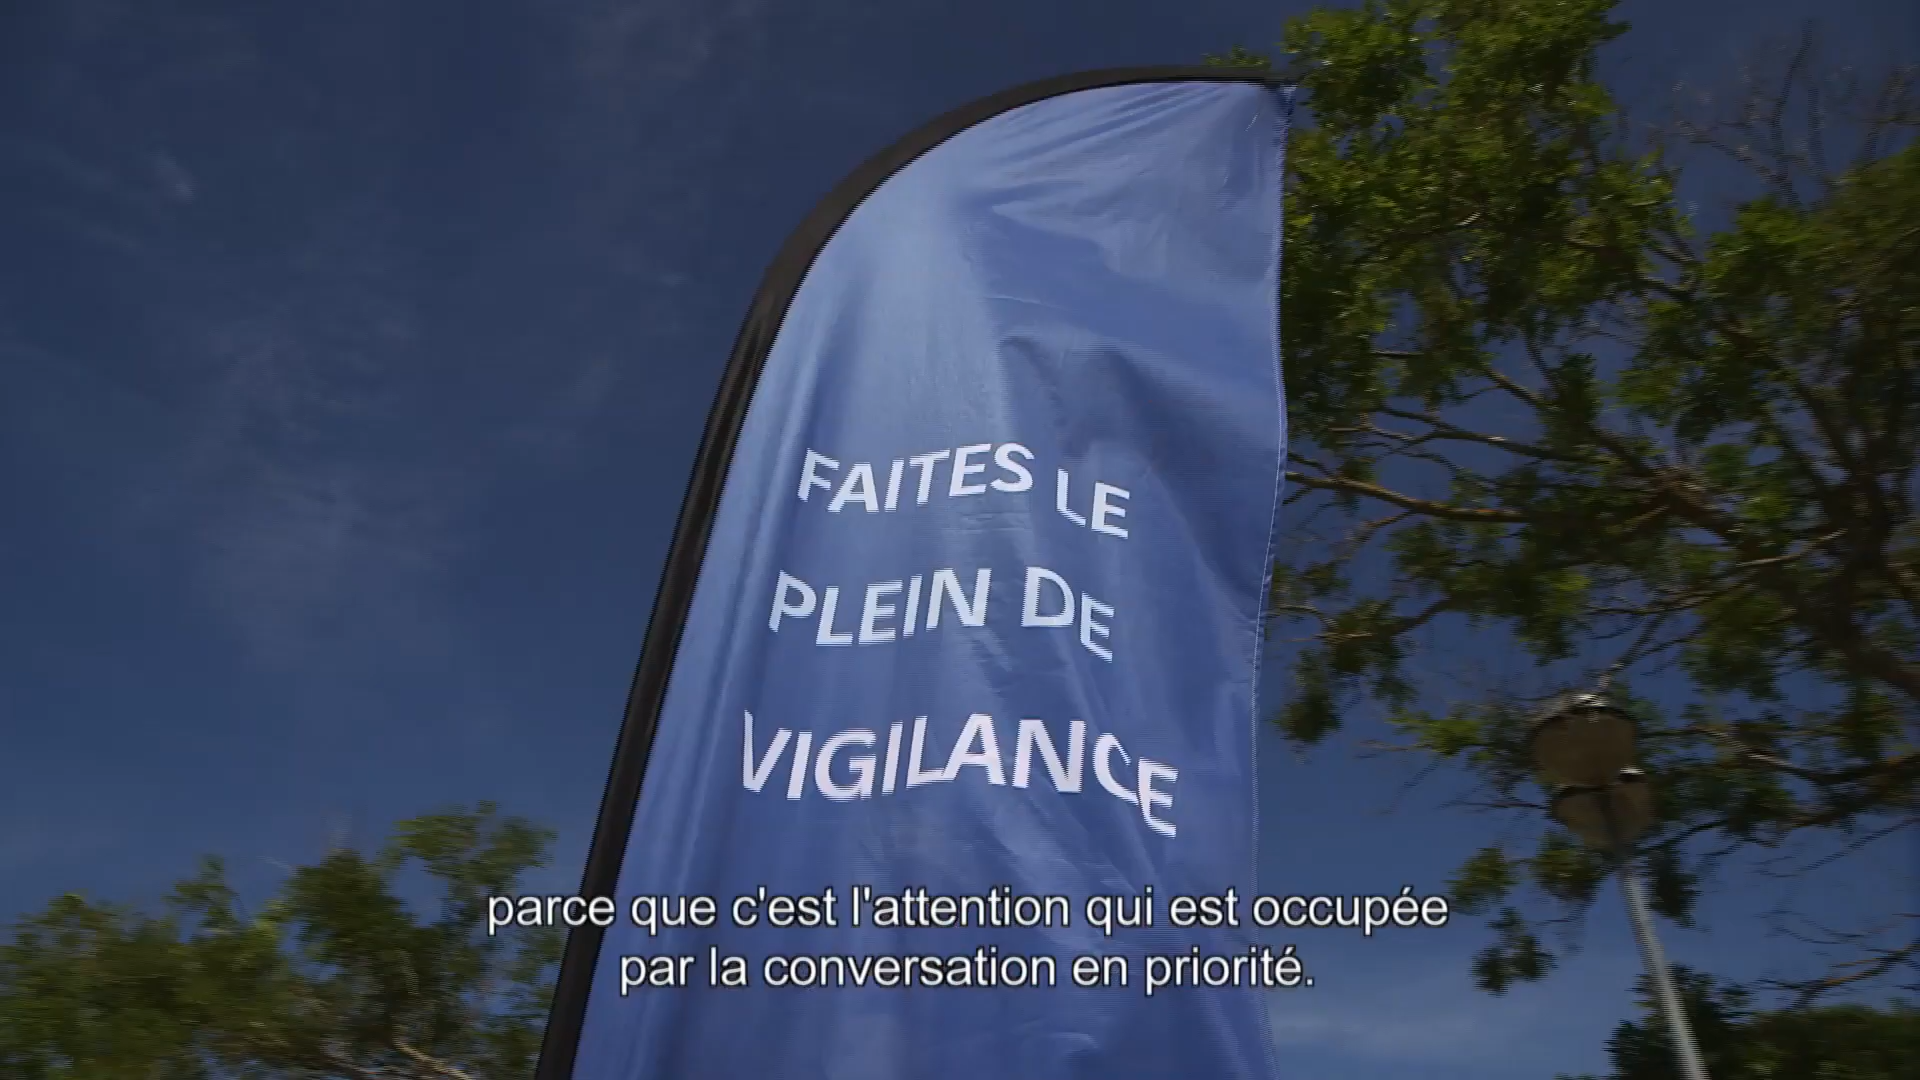 FAITES LE
PLEIN DE
VIGILANCE
parce que c'est l'attention qui est occupée
par la conversation en priorité.